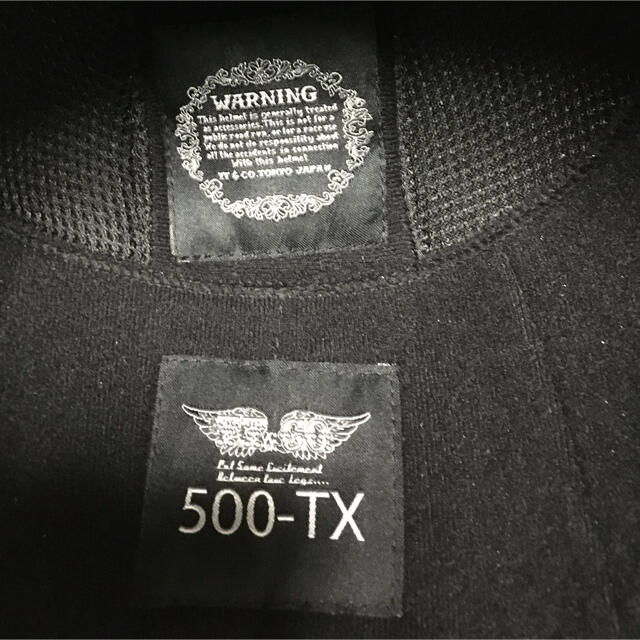 WARNING
This helmet is generally treated
as accessories. This is not for a
public road run, or for a race use
We do not do responsibility about
all the accidents in connection
With this helmet
TT & CO. TOKYO JAPAN
Put Some Excitement
Between Your Legs....
500-TX